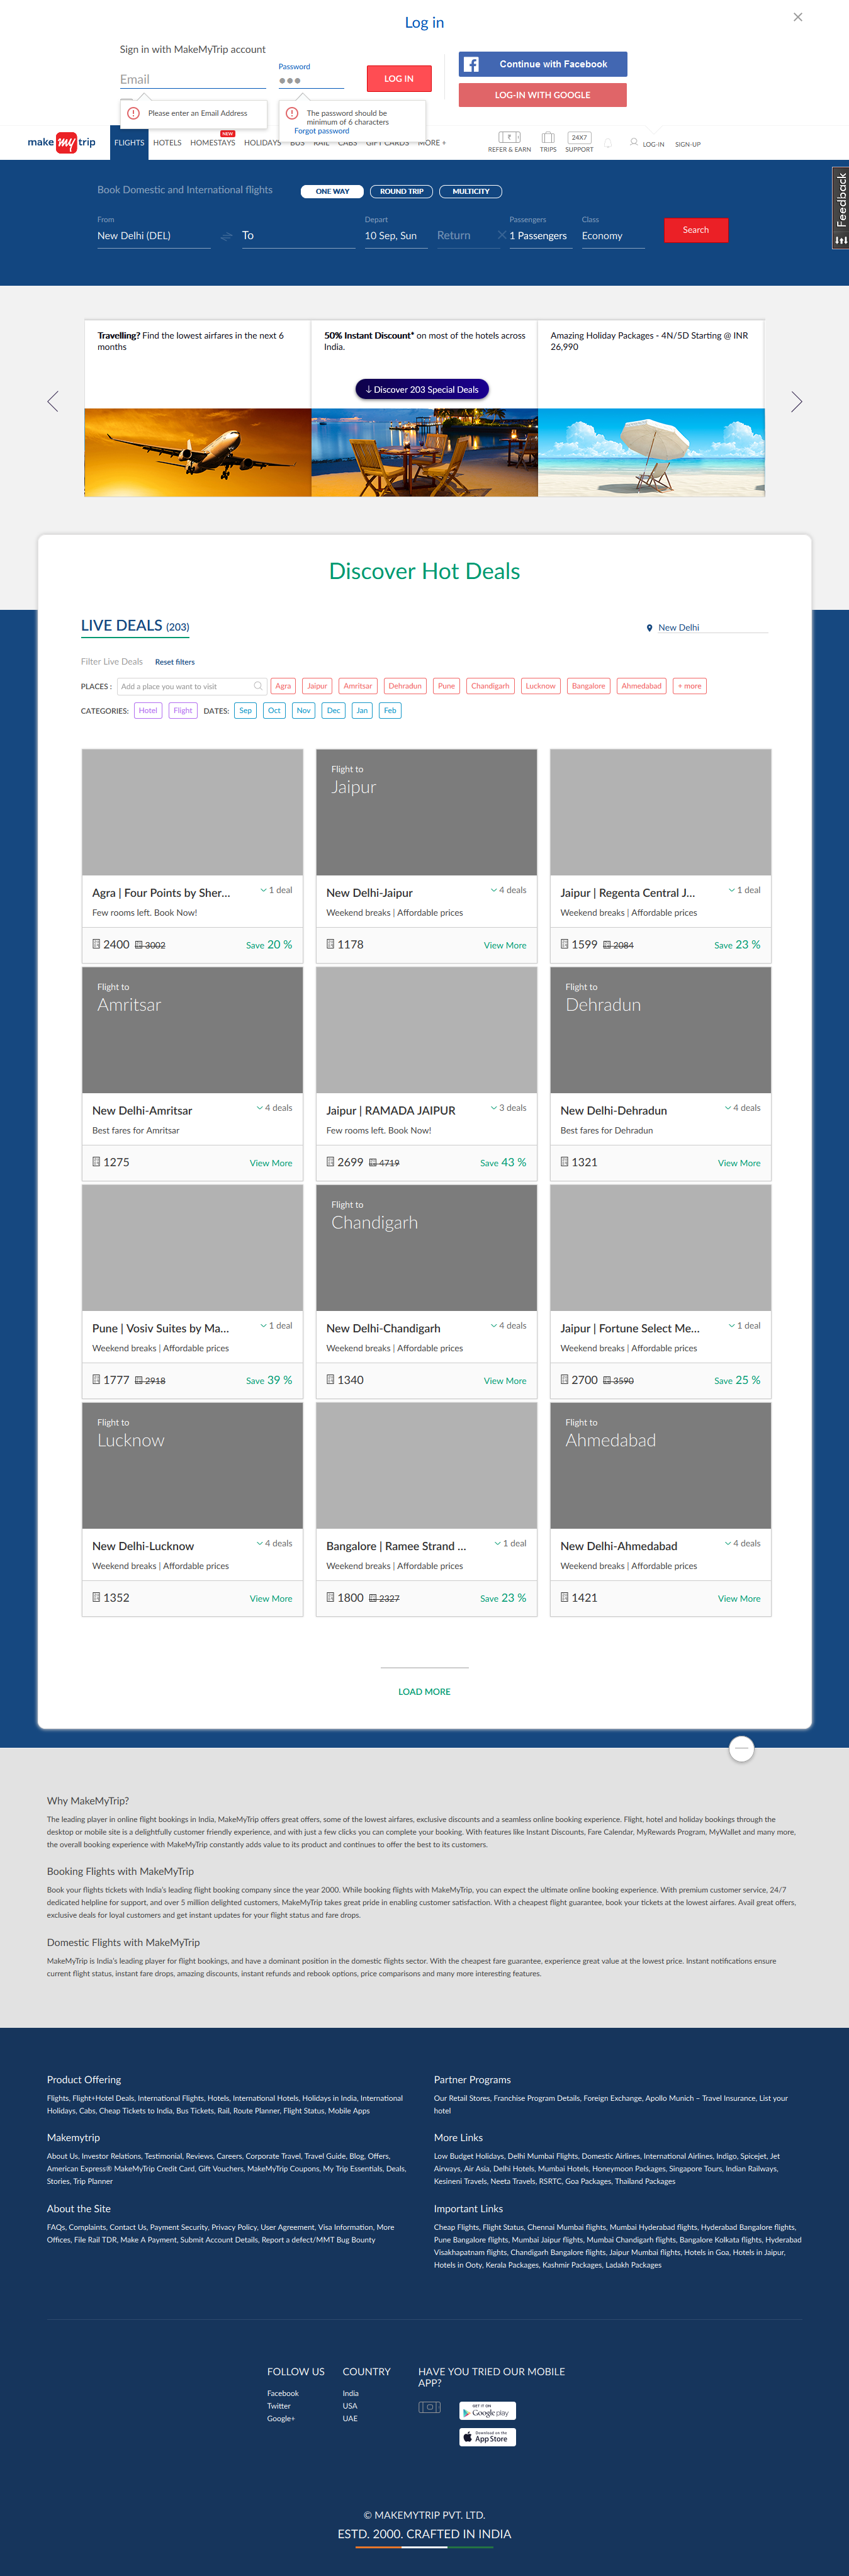 Log in
Sign in with MakeMyTrip account
Email
Password
LOG IN
Continue with Facebook
LOG-IN WITH GOOGLE
Please enter an Email Address
The password should be
minimum of 6 characters
Forgot password
make my trip
FLIGHTS HOTELS HOMESTAYS NEW HOLIDAYS BUS RAIL CABS GIFT CARDS MORE +
REFER & EARN TRIPS 24X7 SUPPORT LOG-IN SIGN-UP
Feedback
Book Domestic and International flights ONE WAY ROUND TRIP MULTICITY
From Depart Passengers Class
New Delhi (DEL) To 10 Sep, Sun Return 1 Passengers Economy Search
Travelling? Find the lowest airfares in the next 6
months
50% Instant Discount* on most of the hotels across
India.
Amazing Holiday Packages - 4N/5D Starting @ INR
26,990
Discover 203 Special Deals
Discover Hot Deals
LIVE DEALS (203)
New Delhi
Filter Live Deals Reset filters
PLACES : Add a place you want to visit Agra Jaipur Amritsar Dehradun Pune Chandigarh Lucknow Bangalore Ahmedabad + more
CATEGORIES: Hotel Flight DATES: Sep Oct Nov Dec Jan Feb
Flight to
Jaipur
Agra | Four Points by Sher... 1 deal
Few rooms left. Book Now!
2400 3002 Save 20 %
New Delhi-Jaipur 4 deals
Weekend breaks | Affordable prices
1178 View More
Jaipur | Regenta Central J... 1 deal
Weekend breaks | Affordable prices
1599 2084 Save 23 %
Flight to
Amritsar
New Delhi-Amritsar 4 deals
Best fares for Amritsar
1275 View More
Jaipur | RAMADA JAIPUR 3 deals
Few rooms left. Book Now!
2699 4719 Save 43 %
Flight to
Dehradun
New Delhi-Dehradun 4 deals
Best fares for Dehradun
1321 View More
Pune | Vosiv Suites by Ma... 1 deal
Weekend breaks | Affordable prices
1777 2918 Save 39 %
Flight to
Chandigarh
New Delhi-Chandigarh 4 deals
Weekend breaks | Affordable prices
1340 View More
Jaipur | Fortune Select Me... 1 deal
Weekend breaks | Affordable prices
2700 3590 Save 25 %
Flight to
Lucknow
New Delhi-Lucknow 4 deals
Weekend breaks | Affordable prices
1352 View More
Bangalore | Ramee Strand ... 1 deal
Weekend breaks | Affordable prices
1800 2327 Save 23 %
Flight to
Ahmedabad
New Delhi-Ahmedabad 4 deals
Weekend breaks | Affordable prices
1421 View More
LOAD MORE
Why MakeMyTrip?
The leading player in online flight bookings in India, MakeMyTrip offers great offers, some of the lowest airfares, exclusive discounts and a seamless online booking experience. Flight, hotel and holiday bookings through the
desktop or mobile site is a delightfully customer friendly experience, and with just a few clicks you can complete your booking. With features like Instant Discounts, Fare Calendar, MyRewards Program, MyWallet and many more,
the overall booking experience with MakeMyTrip constantly adds value to its product and continues to offer the best to its customers.
Booking Flights with MakeMyTrip
Book your flights tickets with India's leading flight booking company since the year 2000. While booking flights with MakeMyTrip, you can expect the ultimate online booking experience. With premium customer service, 24/7
dedicated helpline for support, and over 5 million delighted customers, MakeMyTrip takes great pride in enabling customer satisfaction. With a cheapest flight guarantee, book your tickets at the lowest airfares. Avail great offers,
exclusive deals for loyal customers and get instant updates for your flight status and fare drops.
Domestic Flights with MakeMyTrip
MakeMyTrip is India's leading player for flight bookings, and have a dominant position in the domestic flights sector. With the cheapest fare guarantee, experience great value at the lowest price. Instant notifications ensure
current flight status, instant fare drops, amazing discounts, instant refunds and rebook options, price comparisons and many more interesting features.
Product Offering
Flights, Flight+Hotel Deals, International Flights, Hotels, International Hotels, Holidays in India, International
Holidays, Cabs, Cheap Tickets to India, Bus Tickets, Rail, Route Planner, Flight Status, Mobile Apps
Partner Programs
Our Retail Stores, Franchise Program Details, Foreign Exchange, Apollo Munich – Travel Insurance, List your
hotel
Makemytrip
About Us, Investor Relations, Testimonial, Reviews, Careers, Corporate Travel, Travel Guide, Blog, Offers,
American Express® MakeMyTrip Credit Card, Gift Vouchers, MakeMyTrip Coupons, My Trip Essentials, Deals,
Stories, Trip Planner
More Links
Low Budget Holidays, Delhi Mumbai Flights, Domestic Airlines, International Airlines, Indigo, Spicejet, Jet
Airways, Air Asia, Delhi Hotels, Mumbai Hotels, Honeymoon Packages, Singapore Tours, Indian Railways,
Kesineni Travels, Neeta Travels, RSRTC, Goa Packages, Thailand Packages
About the Site
FAQs, Complaints, Contact Us, Payment Security, Privacy Policy, User Agreement, Visa Information, More
Offices, File Rail TDR, Make A Payment, Submit Account Details, Report a defect/MMT Bug Bounty
Important Links
Cheap Flights, Flight Status, Chennai Mumbai flights, Mumbai Hyderabad flights, Hyderabad Bangalore flights,
Pune Bangalore flights, Mumbai Jaipur flights, Mumbai Chandigarh flights, Bangalore Kolkata flights, Hyderabad
Visakhapatnam flights, Chandigarh Bangalore flights, Jaipur Mumbai flights, Hotels in Goa, Hotels in Jaipur,
Hotels in Ooty, Kerala Packages, Kashmir Packages, Ladakh Packages
FOLLOW US
Facebook
Twitter
Google+
COUNTRY
India
USA
UAE
HAVE YOU TRIED OUR MOBILE
APP?
GET IT ON
Google play
Download on the
App Store
© MAKEMYTRIP PVT. LTD.
ESTD. 2000. CRAFTED IN INDIA